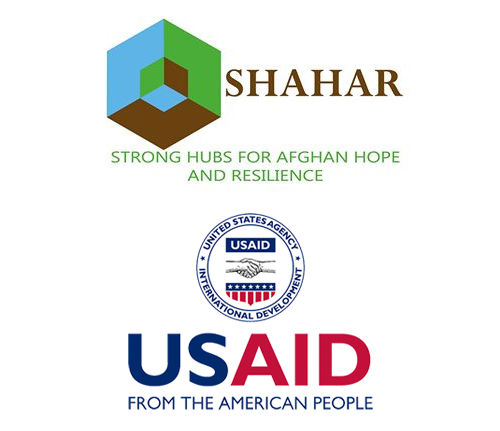 SHAHAR
STRONG HUBS FOR AFGHAN HOPE
AND RESILIENCE
UNITED STATES AGENCY
USAID
INTERNATIONAL DEVELOPMENT
USAID
FROM THE AMERICAN PEOPLE